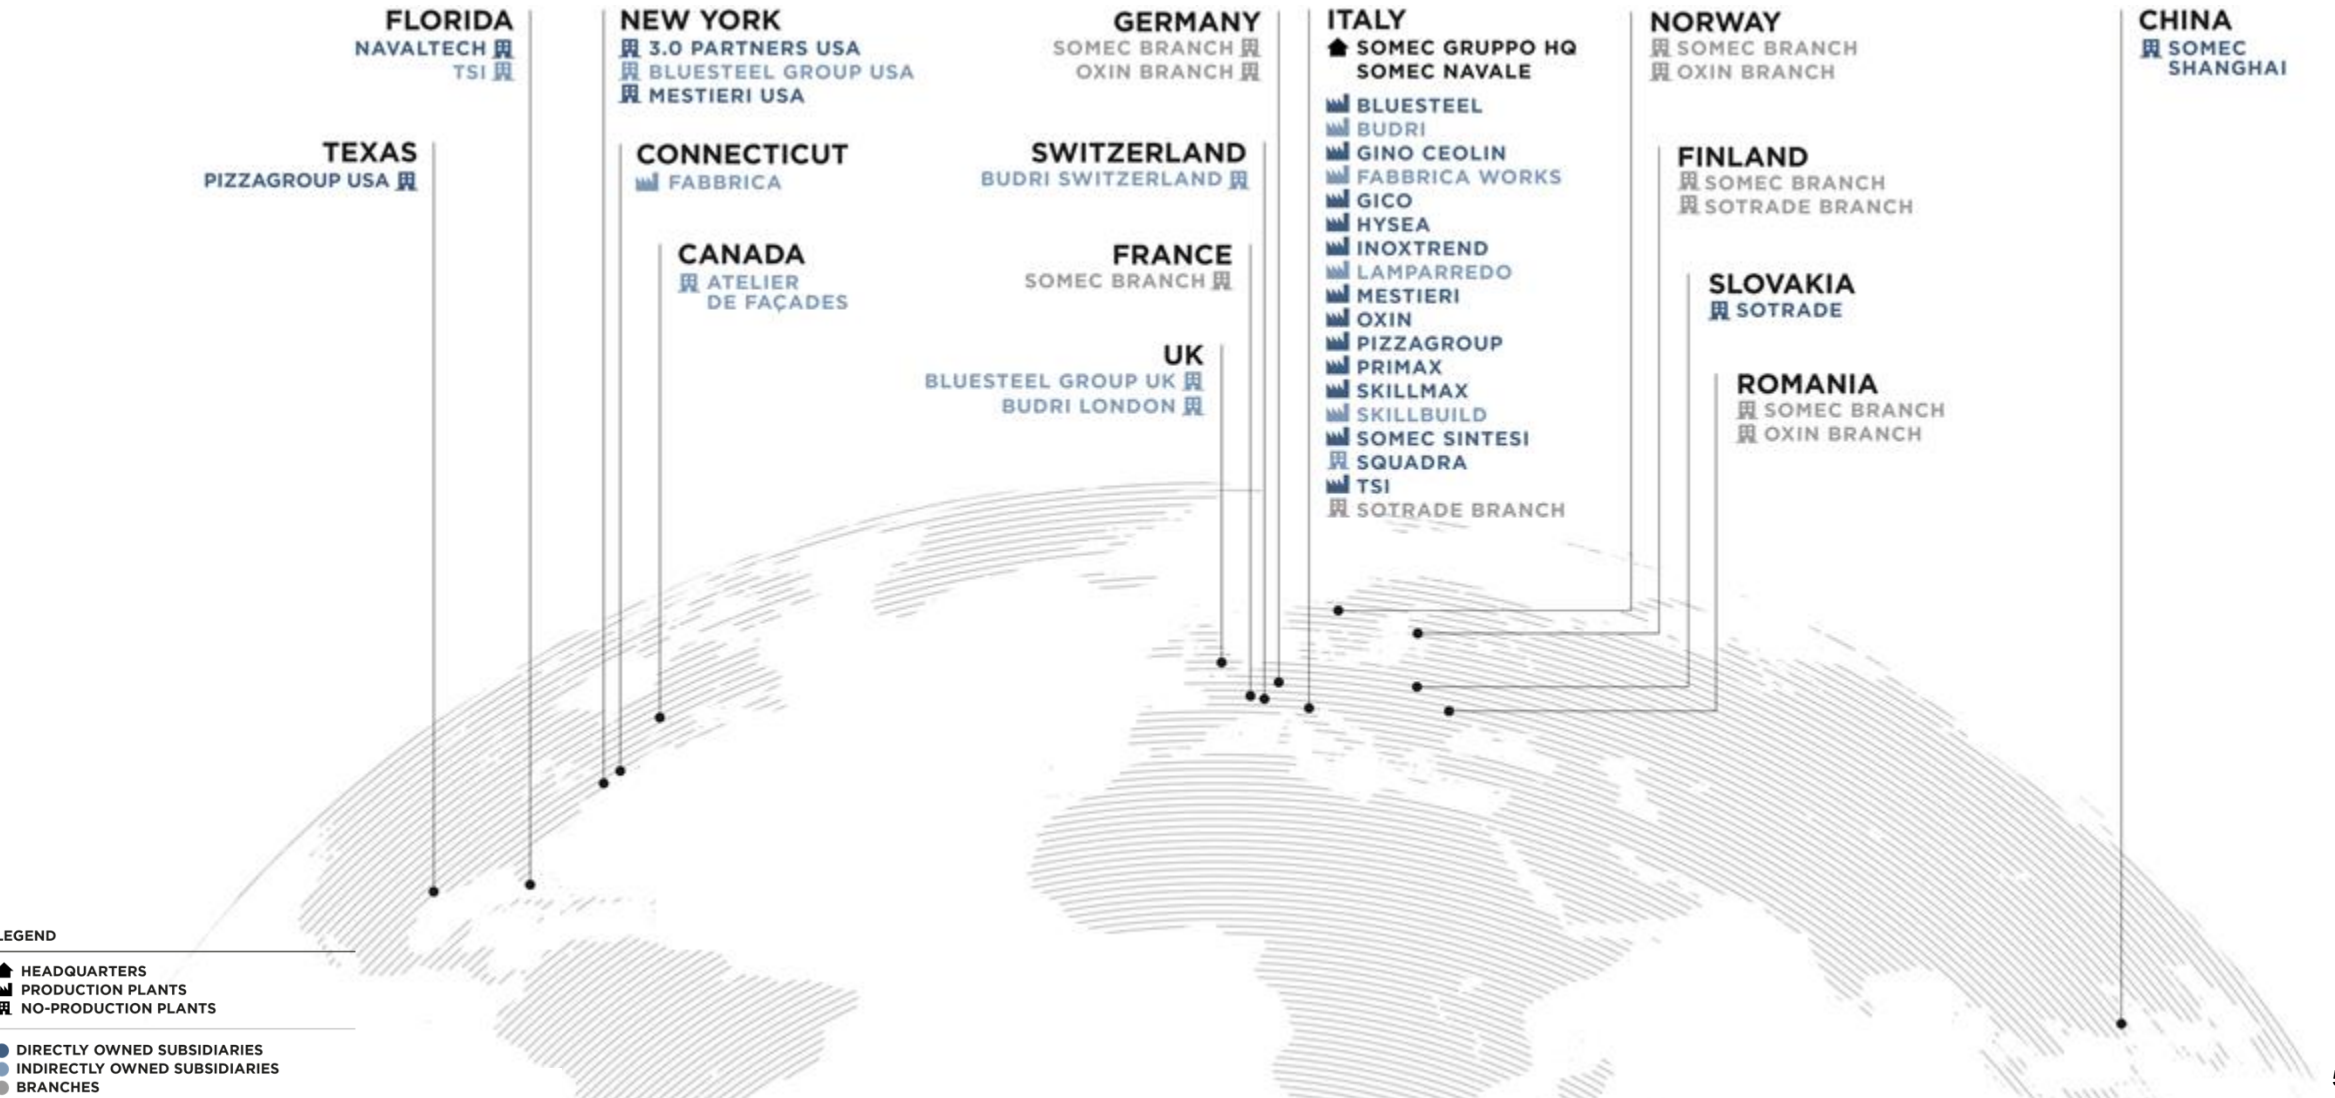 FLORIDA
NAVALTECH
TSI
NEW YORK
3.0 PARTNERS USA
BLUESTEEL GROUP USA
MESTIERI USA
TEXAS
PIZZAGROUP USA
CONNECTICUT
FABBRICA
CANADA
ATELIER
DE FAÇADES
GERMANY
SOMEC BRANCH
OXIN BRANCH
SWITZERLAND
BUDRI SWITZERLAND
FRANCE
SOMEC BRANCH
UK
BLUESTEEL GROUP UK
BUDRI LONDON
ITALY
SOMEC GRUPPO HQ
SOMEC NAVALE
BLUESTEEL
BUDRI
GINO CEOLIN
FABBRICA WORKS
GICO
HYSEA
INOXTREND
LAMPARREDO
MESTIERI
OXIN
PIZZAGROUP
PRIMAX
SKILLMAX
SKILLBUILD
SOMEC SINTESI
SQUADRA
TSI
SOTRADE BRANCH
NORWAY
SOMEC BRANCH
OXIN BRANCH
FINLAND
SOMEC BRANCH
SOTRADE BRANCH
SLOVAKIA
SOTRADE
ROMANIA
SOMEC BRANCH
OXIN BRANCH
CHINA
SOMEC
SHANGHAI
LEGEND
HEADQUARTERS
PRODUCTION PLANTS
NO-PRODUCTION PLANTS
DIRECTLY OWNED SUBSIDIARIES
INDIRECTLY OWNED SUBSIDIARIES
BRANCHES